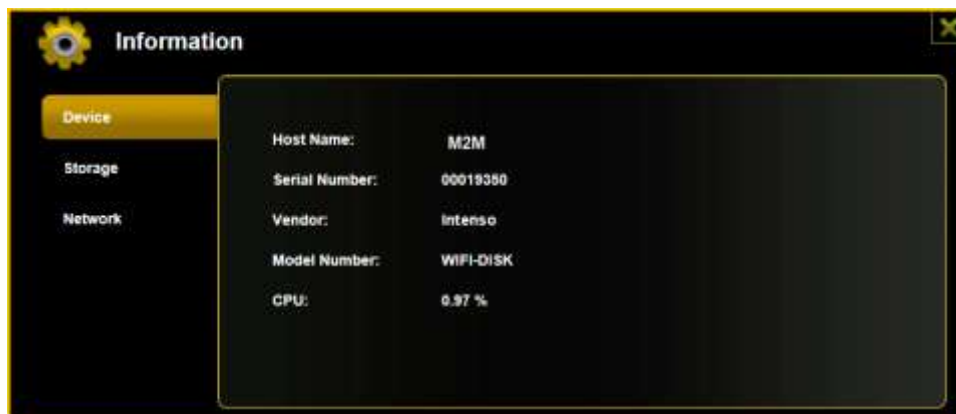 Information
Device
Storage
Network
Host Name: M2M
Serial Number: 00019350
Vendor: Intenso
Model Number: WIFI-DISK
CPU: 0.97 %